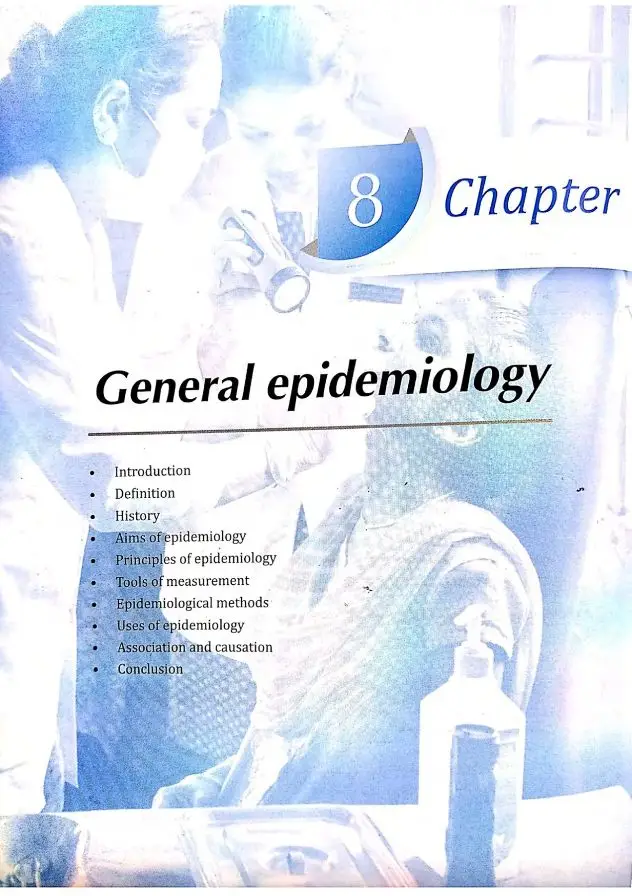 8 Chapter
General epidemiology
• Introduction
• Definition
• History
• Aims of epidemiology
• Principles of epidemiology
• Tools of measurement
• Epidemiological methods
• Uses of epidemiology
• Association and causation
• Conclusion